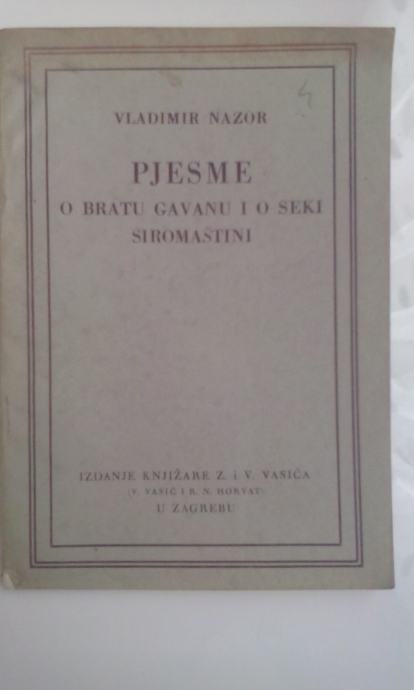 VLADIMIR NAZOR
PJESME
O BRATU GAVANU I O SEKI
SIROMAŠTINI
IZDANJE KNJIŽARE Z. i V. VASIĆA
(V. VASIĆ I R. N. HORVAT)
U ZAGREBU